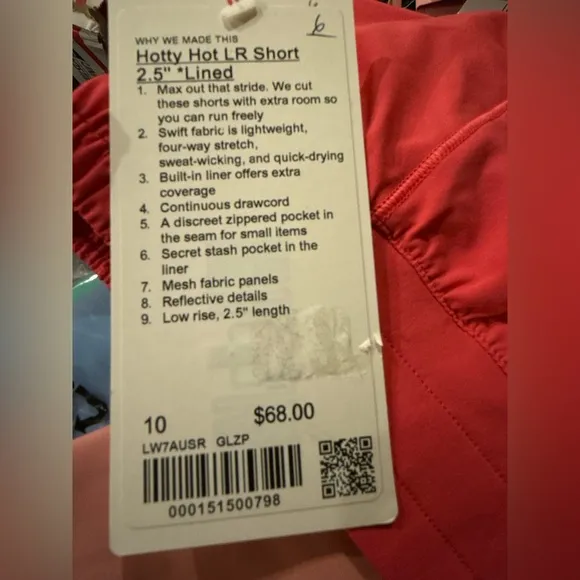 6
WHY WE MADE THIS
Hotty Hot LR Short
2.5" *Lined
1. Max out that stride. We cut
these shorts with extra room so
you can run freely
2. Swift fabric is lightweight,
four-way stretch,
sweat-wicking, and quick-drying
3. Built-in liner offers extra
coverage
4. Continuous drawcord
5. A discreet zippered pocket in
the seam for small items
6. Secret stash pocket in the
liner
7. Mesh fabric panels
8. Reflective details
9. Low rise, 2.5" length
10 $68.00
LW7AUSR GLZP
000151500798